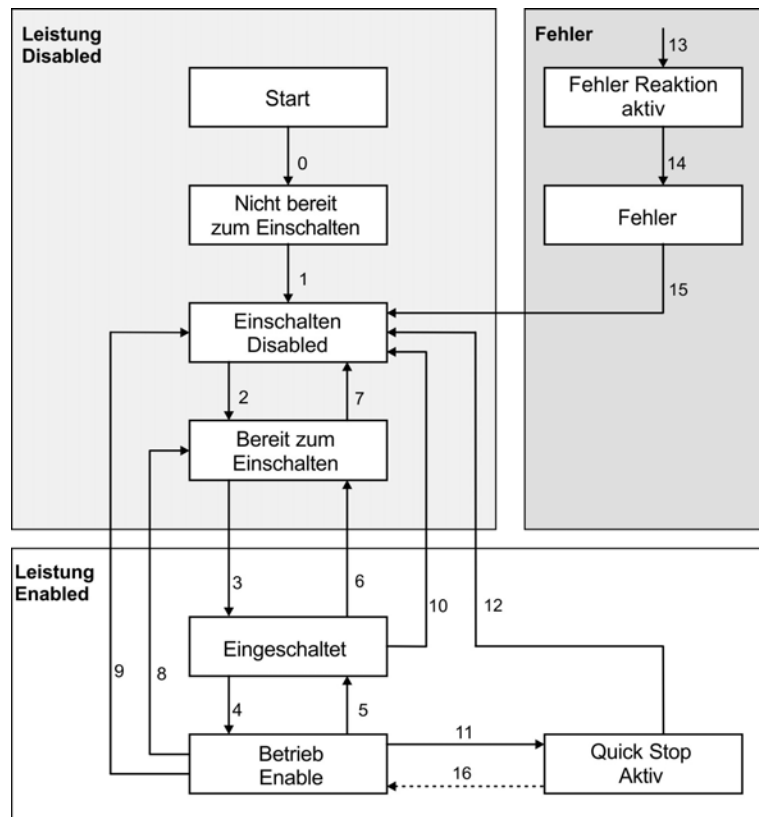 Leistung
Disabled
Start
0
Nicht bereit
zum Einschalten
1
Einschalten
Disabled
2
7
Bereit zum
Einschalten
Fehler
13
Fehler Reaktion
aktiv
14
Fehler
15
Leistung
Enabled
3
6
10
12
Eingeschaltet
9
8
4
5
11
Betrieb
Enable
16
Quick Stop
Aktiv